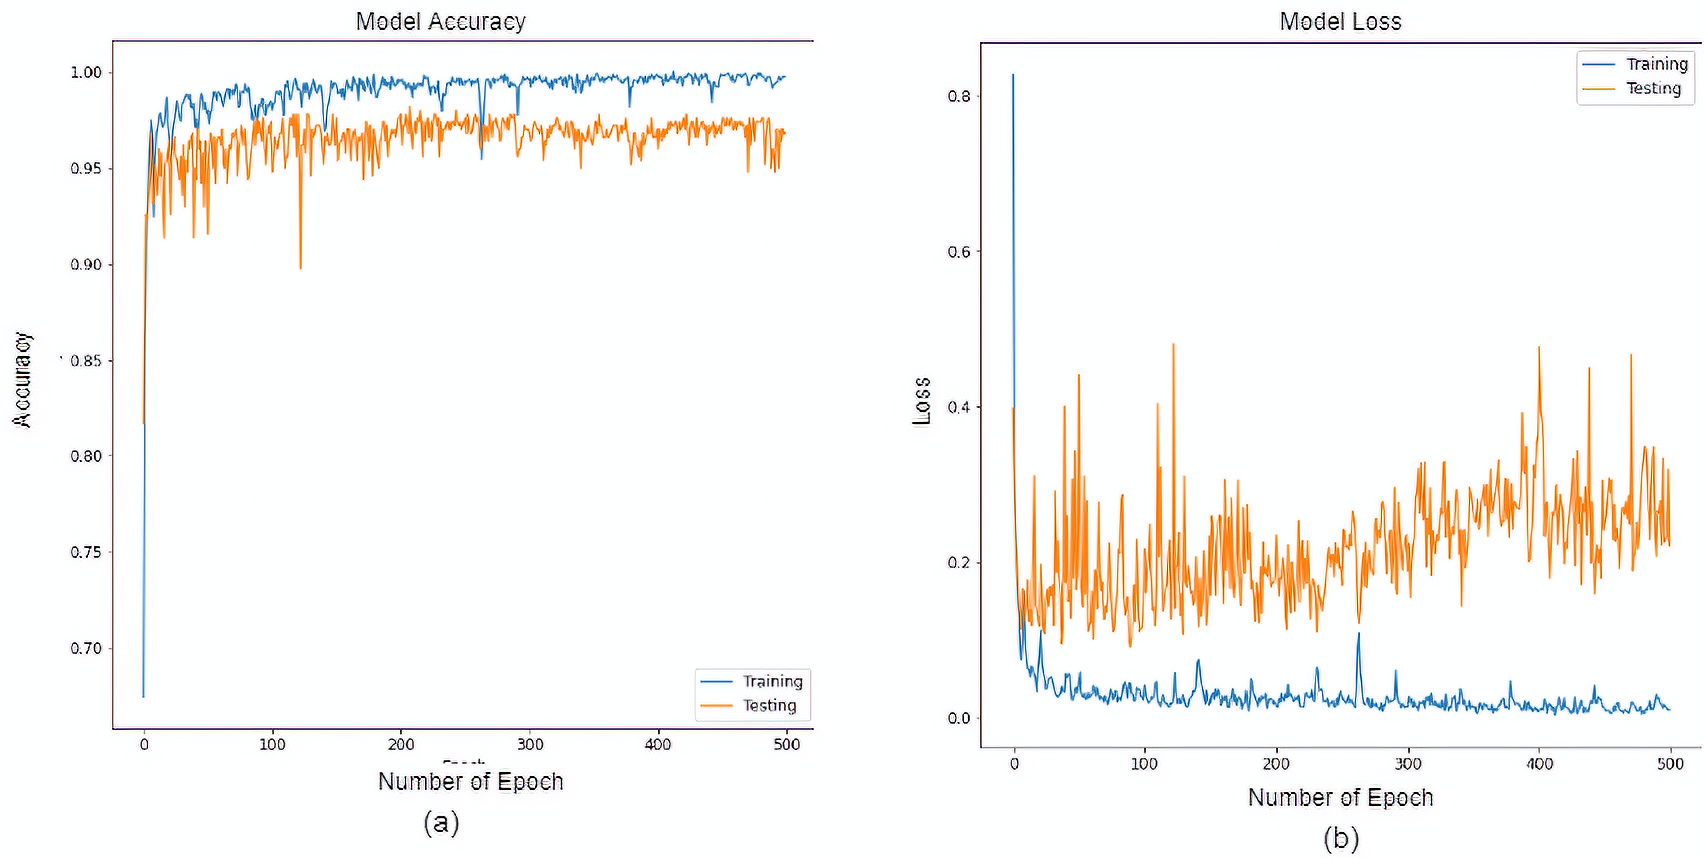 Model Accuracy
1.00
0.95
0.90
0.85
0.80
0.75
0.70
Accuracy
Training
Testing
0 100 200 300 400 500
Number of Epoch
(a)
Model Loss
Training
Testing
0.8
0.6
0.4
0.2
0.0
Loss
0 100 200 300 400 500
Number of Epoch
(b)